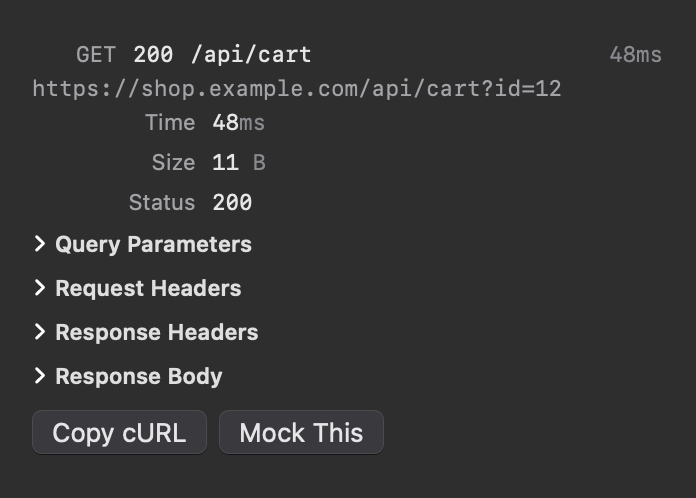 GET 200 /api/cart 48ms
https://shop.example.com/api/cart?id=12
Time 48ms
Size 11 B
Status 200
Query Parameters
Request Headers
Response Headers
Response Body
Copy cURL Mock This